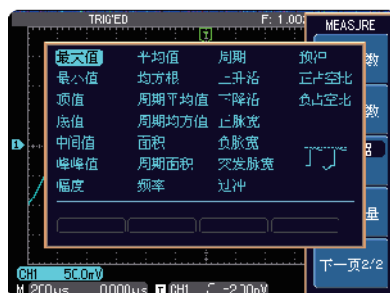 TRIG'ED F: 1.00 MEASURE
最大值 平均值 周期 预冲
最小值 均方根 上升沿 正占空比
顶值 周期平均值 下降沿 负占空比
底值 周期均方值 正脉宽
中间值 面积 负脉宽
峰峰值 周期面积 突发脉宽
幅度 频率 过冲
数
数
器
量
下一页2/2
CH1 50.0mV
M 200us 0.000us CH1 -2.00mV